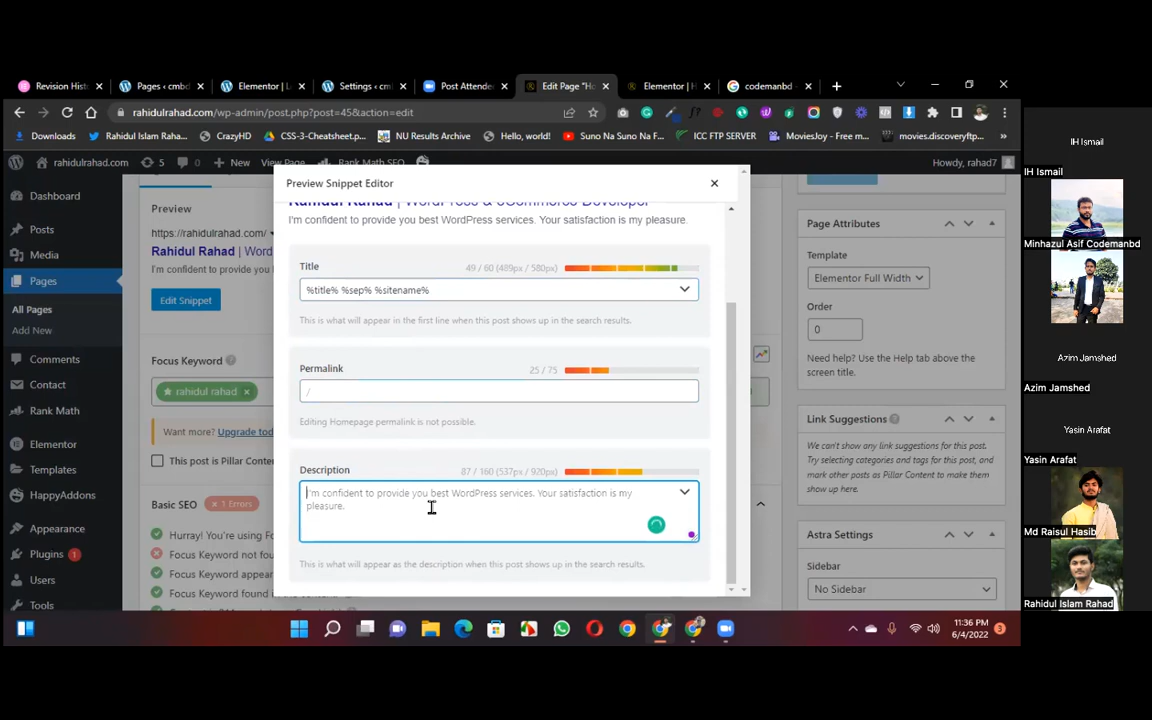 Revision Hist
Pages ‹ cmbd
Elementor | L
Settings ‹ cm
Post Attende
Edit Page "H
Elementor | H
codemanbd
rahidulrahad.com/wp-admin/post.php?post=45&action=edit
Downloads
Rahidul Islam Raha...
CrazyHD
CSS-3-Cheatsheet.p...
NU Results Archive
Hello, world!
Suno Na Suno Na F...
ICC FTP SERVER
MoviesJoy - Free m...
movies.discoveryftp...
rahidulrahad.com
5
0
New
View Page
Rank Math SEO
Howdy, rahad7
Dashboard
Posts
Media
Pages
All Pages
Add New
Comments
Contact
Rank Math
Elementor
Templates
HappyAddons
Appearance
Plugins 1
Users
Tools
Preview
https://rahidulrahad.com/
Rahidul Rahad | Word
I'm confident to provide you be
Edit Snippet
Focus Keyword
rahidul rahad
Want more? Upgrade tod
This post is Pillar Conten
Basic SEO
1 Errors
Hurray! You're using Fo
Focus Keyword not fou
Focus Keyword appear
Focus Keyword found i
Preview Snippet Editor
Rahidul Rahad | WordPress & eCommerce Developer
I'm confident to provide you best WordPress services. Your satisfaction is my pleasure.
Title
49 / 60 (489px / 580px)
%title% %sep% %sitename%
This is what will appear in the first line when this post shows up in the search results.
Permalink
25 / 75
/
Editing Homepage permalink is not possible.
Description
87 / 160 (537px / 920px)
I'm confident to provide you best WordPress services. Your satisfaction is my
pleasure.
This is what will appear as the description when this post shows up in the search results.
Page Attributes
Template
Elementor Full Width
Order
0
Need help? Use the Help tab above the
screen title.
Link Suggestions
We can't show any link suggestions for this post.
Try selecting categories and tags for this post, and
mark other posts as Pillar Content to make them
show up here.
Astra Settings
Sidebar
No Sidebar
11:36 PM
6/4/2022
3
IH Ismail
IH Ismail
Minhazul Asif Codemanbd
Azim Jamshed
Azim Jamshed
Yasin Arafat
Yasin Arafat
Md Raisul Hasib
Rahidul Islam Rahad